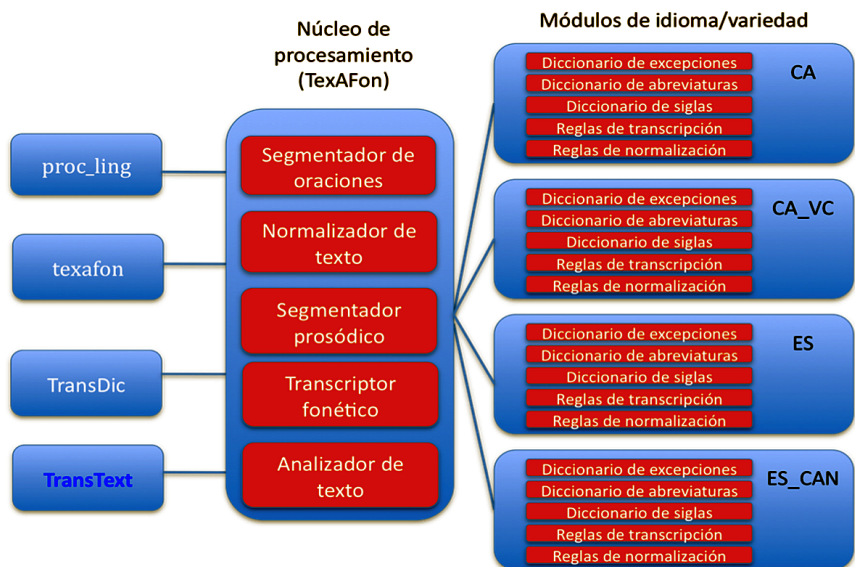 Núcleo de
procesamiento
(TexAFon)
Módulos de idioma/variedad
proc_ling
texafon
TransDic
TransText
Segmentador de
oraciones
Normalizador de
texto
Segmentador
prosódico
Transcriptor
fonético
Analizador de
texto
CA
Diccionario de excepciones
Diccionario de abreviaturas
Diccionario de siglas
Reglas de transcripción
Reglas de normalización
CA_VC
Diccionario de excepciones
Diccionario de abreviaturas
Diccionario de siglas
Reglas de transcripción
Reglas de normalización
ES
Diccionario de excepciones
Diccionario de abreviaturas
Diccionario de siglas
Reglas de transcripción
Reglas de normalización
ES_CAN
Diccionario de excepciones
Diccionario de abreviaturas
Diccionario de siglas
Reglas de transcripción
Reglas de normalización